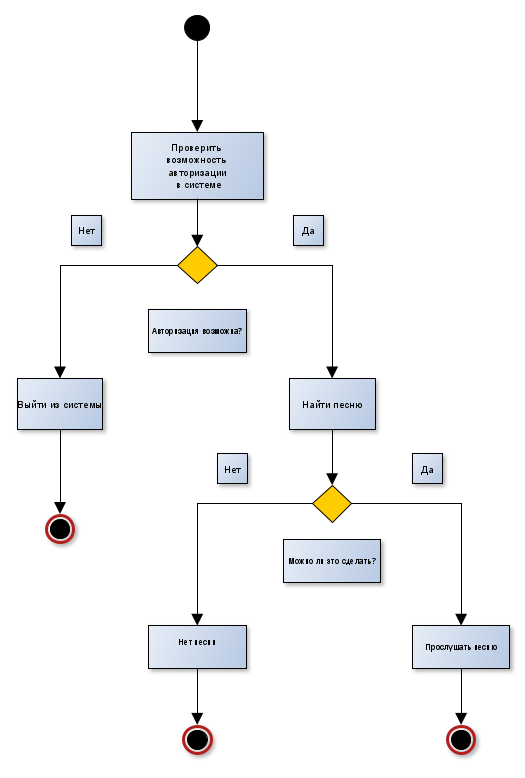 Проверить
возможность
авторизации
в системе
Нет
Да
Авторизация возможна?
Выйти из системы
Найти песню
Нет
Да
Можно ли это сделать?
Нет песни
Прослушать песню